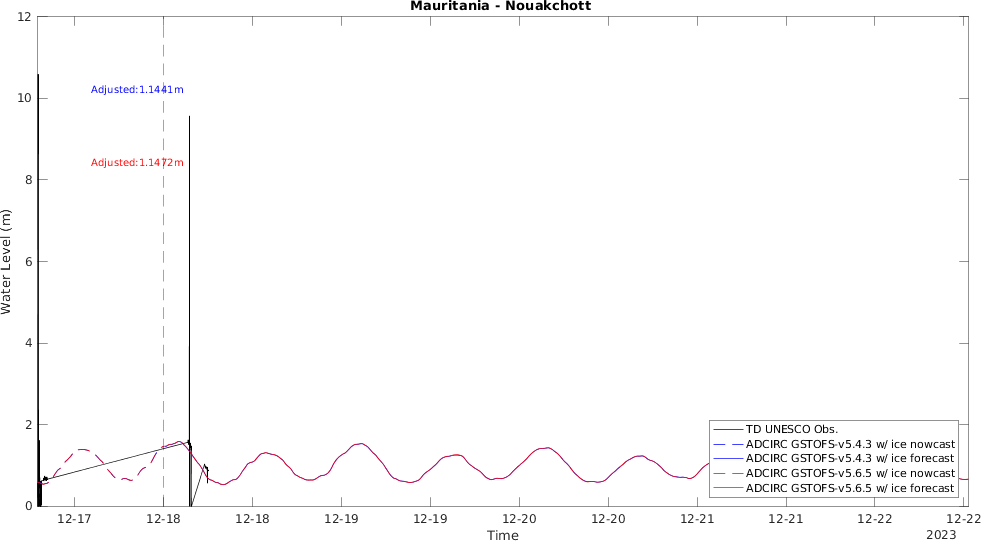 Mauritania - Nouakchott
12
10
8
6
4
2
0
Water Level (m)
Adjusted:1.1441m
Adjusted:1.1472m
TD UNESCO Obs.
ADCIRC GSTOFS-v5.4.3 w/ ice nowcast
ADCIRC GSTOFS-v5.4.3 w/ ice forecast
ADCIRC GSTOFS-v5.6.5 w/ ice nowcast
ADCIRC GSTOFS-v5.6.5 w/ ice forecast
12-17 12-18 12-18 12-19 12-19 12-20 12-20 12-21 12-21 12-22 12-22
Time
2023